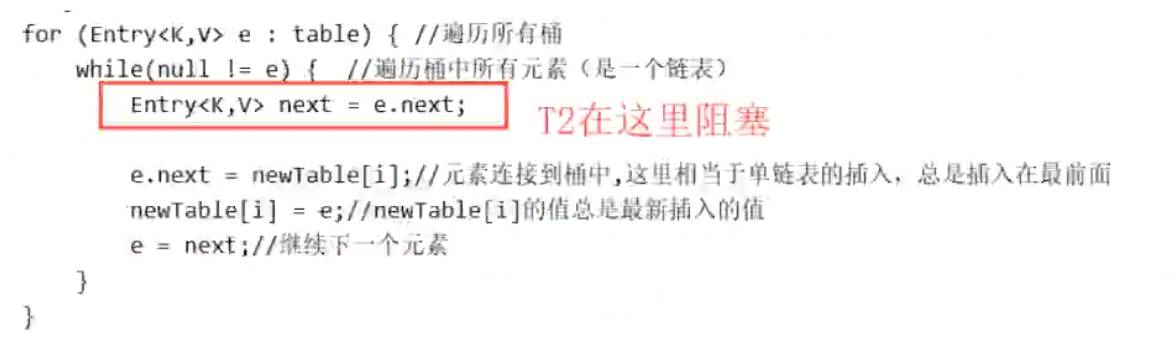 for (Entry<K,V> e : table) { //遍历所有桶
while(null != e) { //遍历桶中所有元素（是一个链表）
Entry<K,V> next = e.next;
T2在这里阻塞
e.next = newTable[i];//元素连接到桶中,这里相当于单链表的插入，总是插入在最前面
newTable[i] = e;//newTable[i]的值总是最新插入的值
e = next;//继续下一个元素
}
}